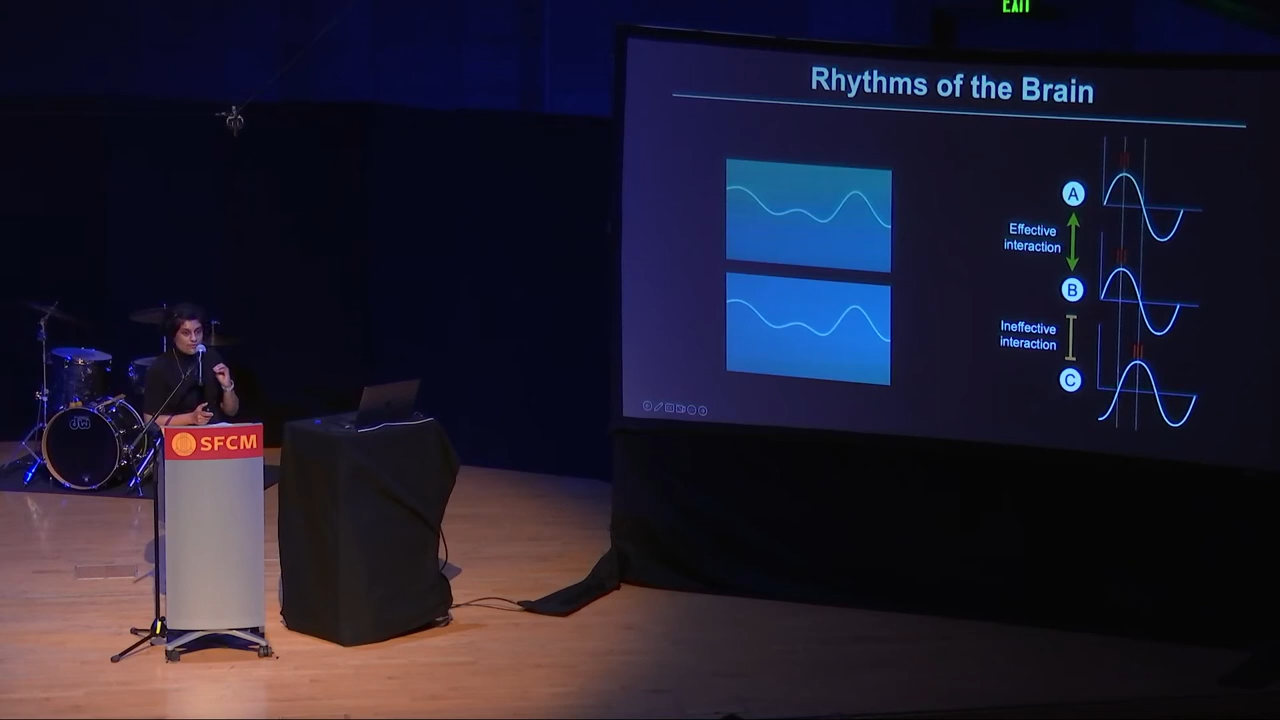 EXIT
Rhythms of the Brain
A
Effective
interaction
B
Ineffective
interaction
C
SFCM